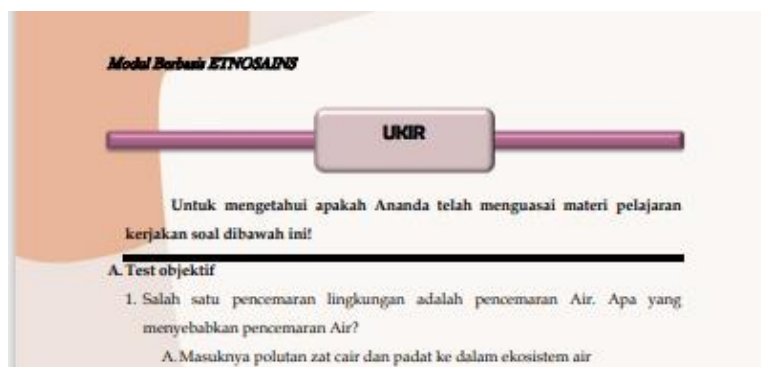 Modul Berbasis ETNOSAINS
UKIR
Untuk mengetahui apakah Ananda telah menguasai materi pelajaran
kerjakan soal dibawah ini!
A. Test objektif
1. Salah satu pencemaran lingkungan adalah pencemaran Air. Apa yang
menyebabkan pencemaran Air?
A. Masuknya polutan zat cair dan padat ke dalam ekosistem air